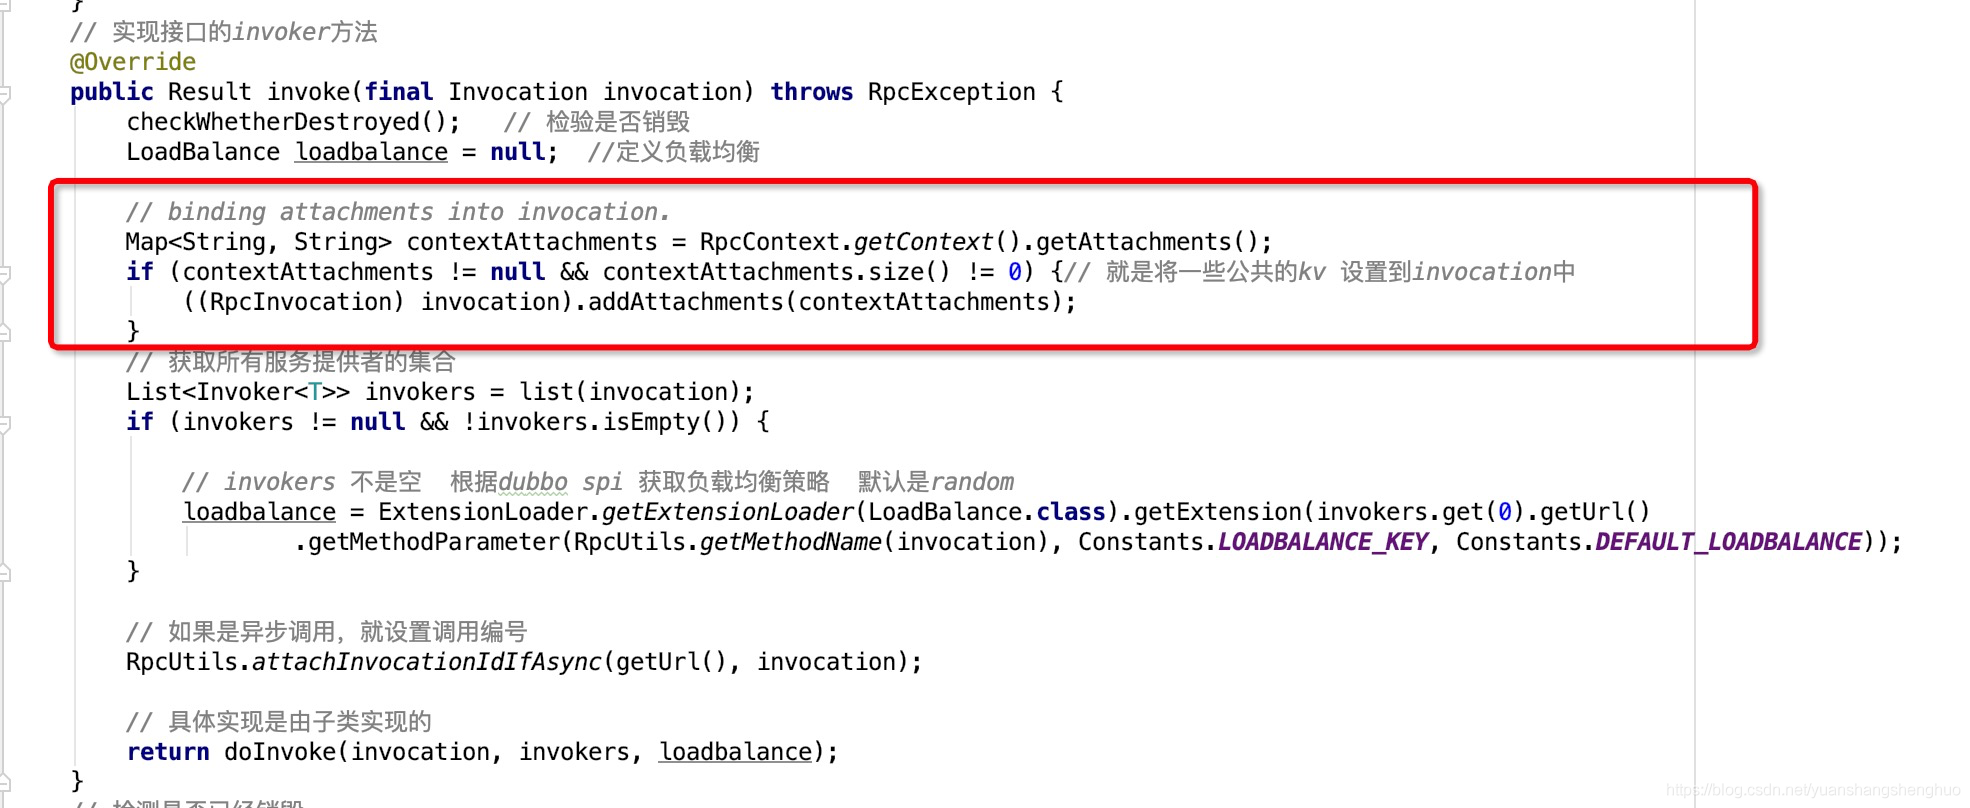 }
// 实现接口的invoker方法
@Override
public Result invoke(final Invocation invocation) throws RpcException {
checkWhetherDestroyed();   // 检验是否销毁
LoadBalance loadbalance = null;  //定义负载均衡
// binding attachments into invocation.
Map<String, String> contextAttachments = RpcContext.getContext().getAttachments();
if (contextAttachments != null && contextAttachments.size() != 0) {// 就是将一些公共的kv 设置到invocation中
((RpcInvocation) invocation).addAttachments(contextAttachments);
}
// 获取所有服务提供者的集合
List<Invoker<T>> invokers = list(invocation);
if (invokers != null && !invokers.isEmpty()) {
// invokers 不是空  根据dubbo spi 获取负载均衡策略  默认是random
loadbalance = ExtensionLoader.getExtensionLoader(LoadBalance.class).getExtension(invokers.get(0).getUrl()
.getMethodParameter(RpcUtils.getMethodName(invocation), Constants.LOADBALANCE_KEY, Constants.DEFAULT_LOADBALANCE));
}
// 如果是异步调用，就设置调用编号
RpcUtils.attachInvocationIdIfAsync(getUrl(), invocation);
// 具体实现是由子类实现的
return doInvoke(invocation, invokers, loadbalance);
}
// 检测是否已经销毁
https://blog.csdn.net/yuanshangshenghuo